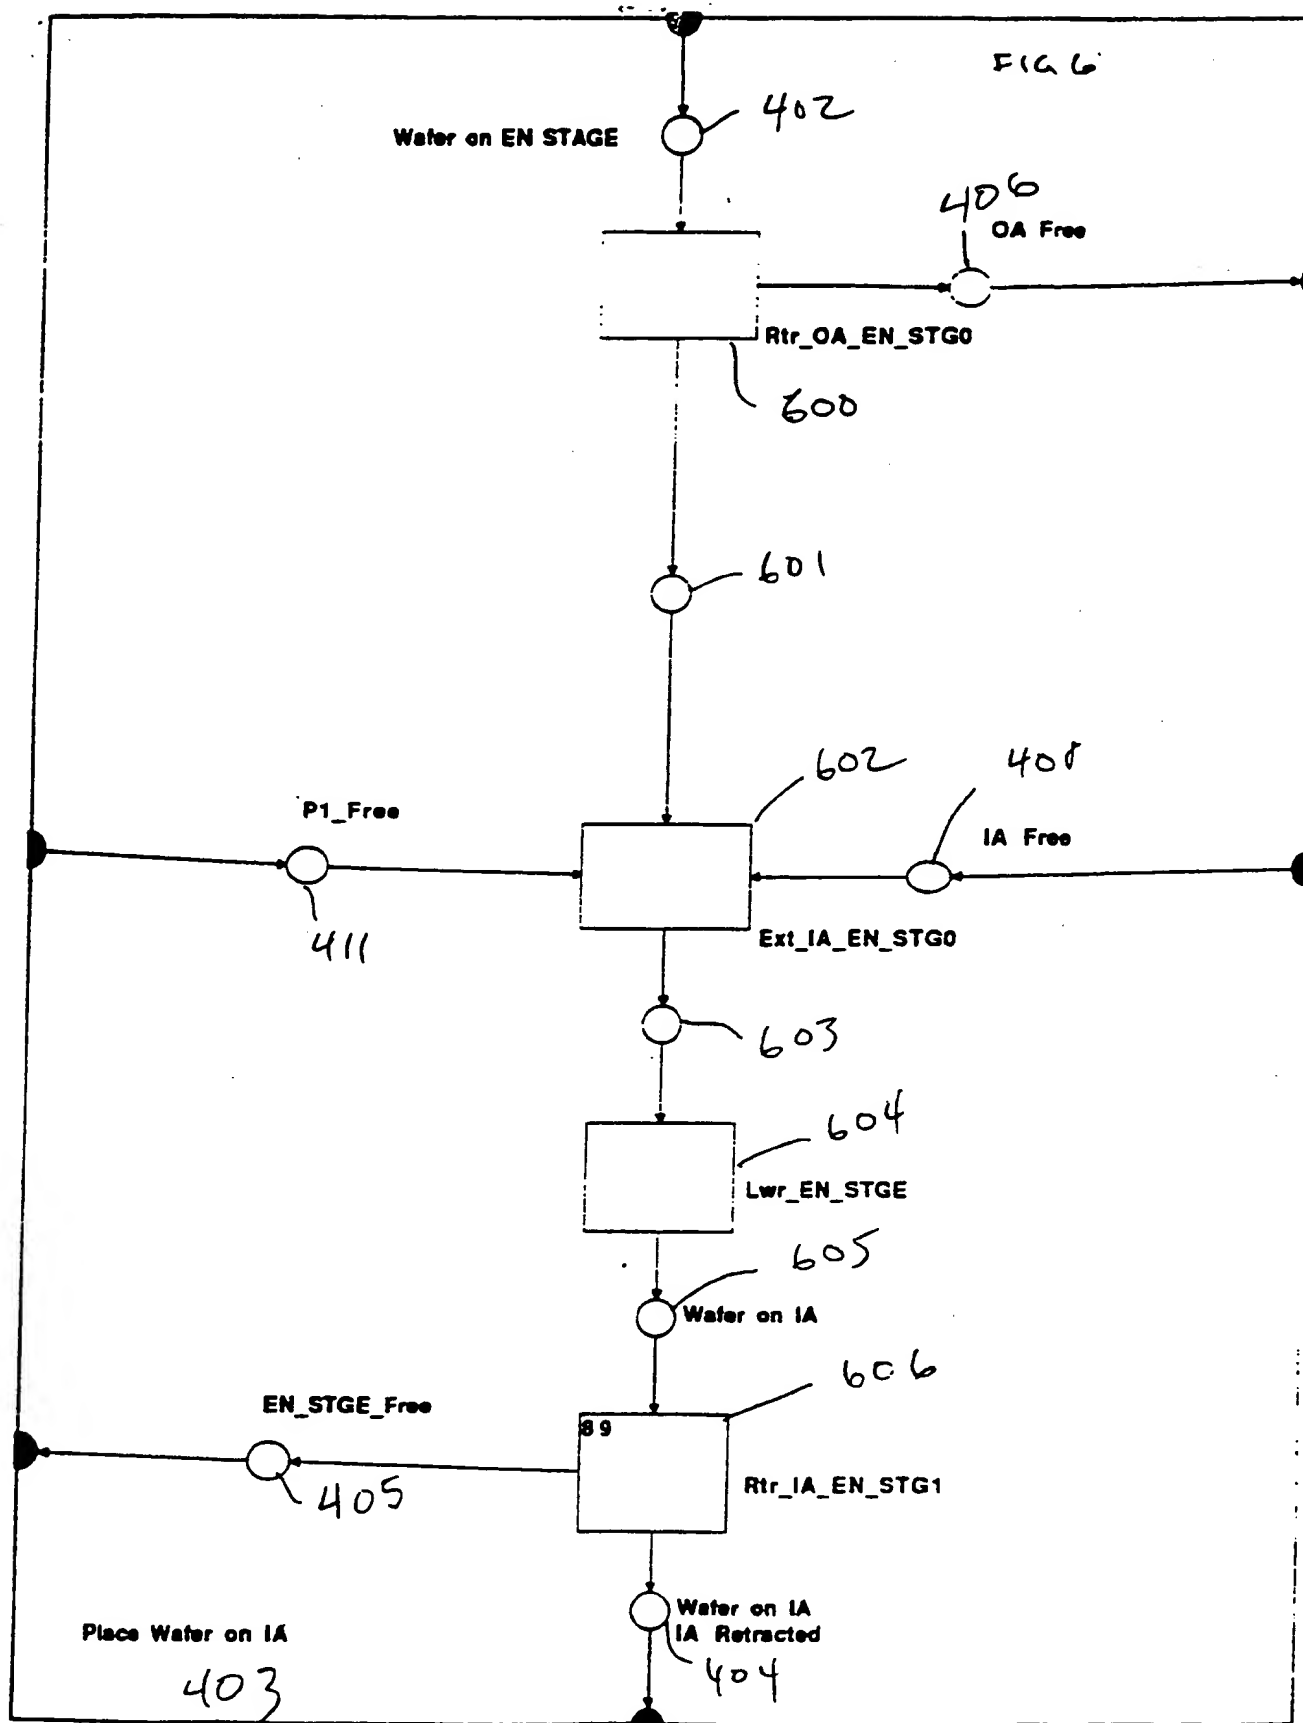 FIG 6
402
Wafer on EN STAGE
406
OA Free
Rtr_OA_EN_STG0
600
601
602
408
P1_Free
IA Free
411
Ext_IA_EN_STG0
603
604
Lwr_EN_STGE
605
Wafer on IA
606
EN_STGE_Free
89
405
Rtr_IA_EN_STG1
Wafer on IA
IA Retracted
Place Wafer on IA
404
403